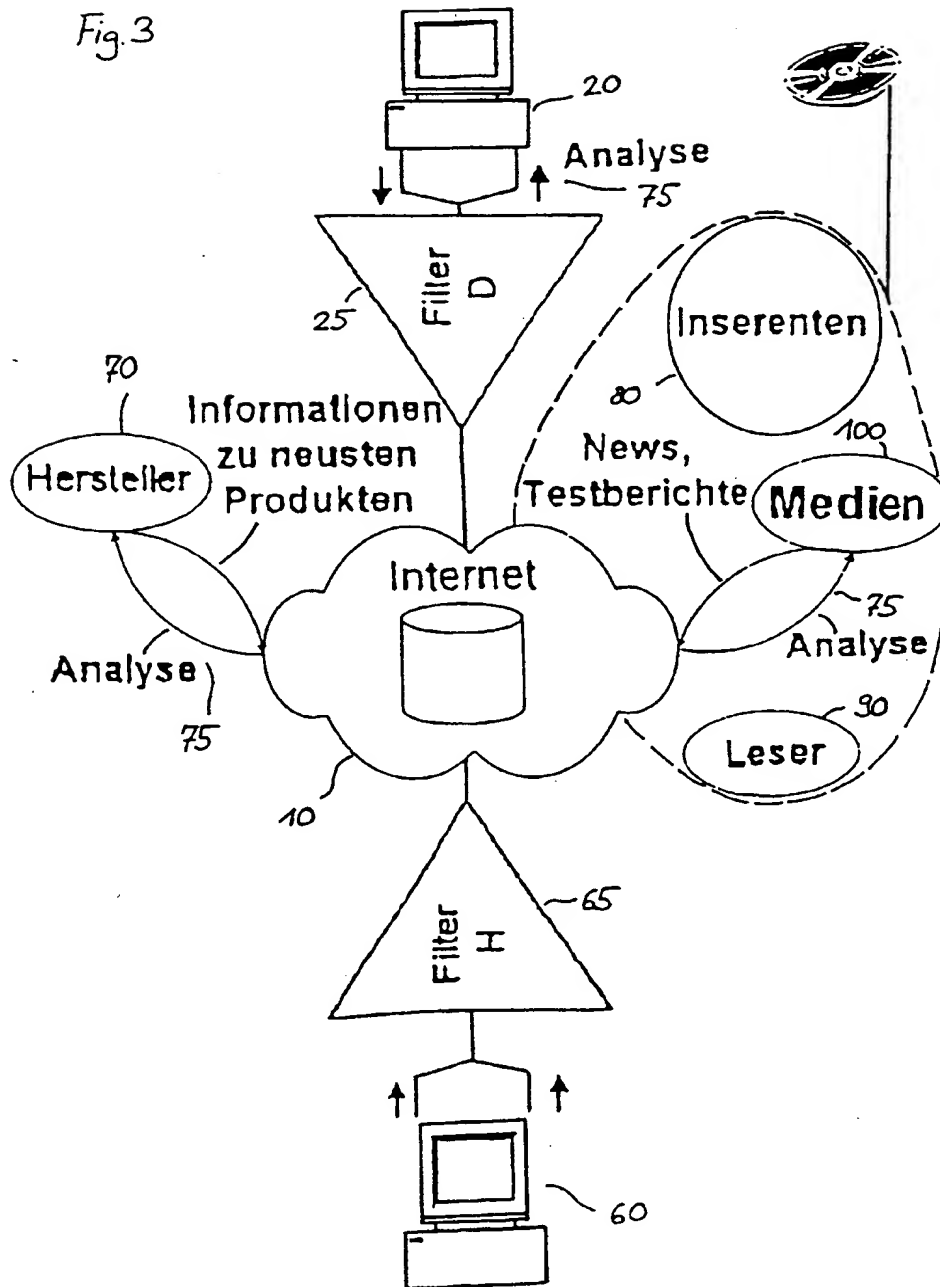 Fig. 3
20
Analyse
75
Filter
D
25
Inserenten
80
70
Informationen
zu neusten
Produkten
Hersteller
News,
Testberichte
100
Medien
Internet
75
Analyse
Analyse
75
90
Leser
10
65
Filter
H
60